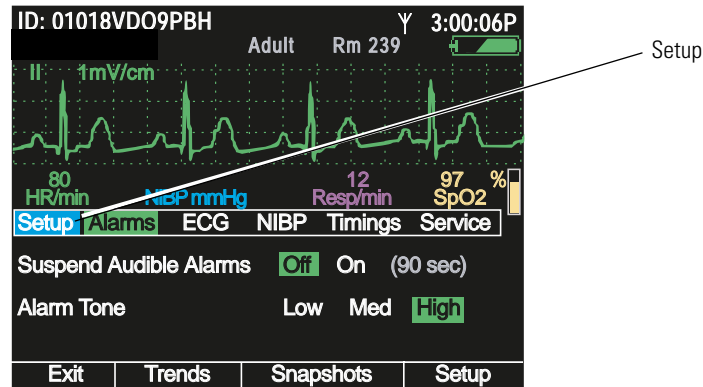 ID: 01018VDO9PBH 3:00:06P
Adult Rm 239
Setup
II 1mV/cm
80 12 97 %
HR/min NIBP mmHg Resp/min SpO2
Setup Alarms ECG NIBP Timings Service
Suspend Audible Alarms Off On (90 sec)
Alarm Tone Low Med High
Exit Trends Snapshots Setup